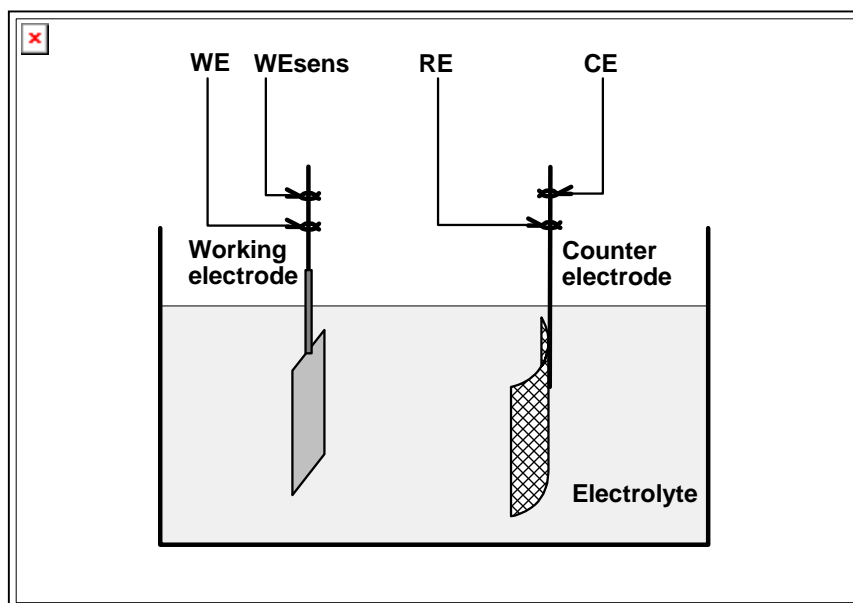 WE WEsens RE CE
Working
electrode
Counter
electrode
Electrolyte